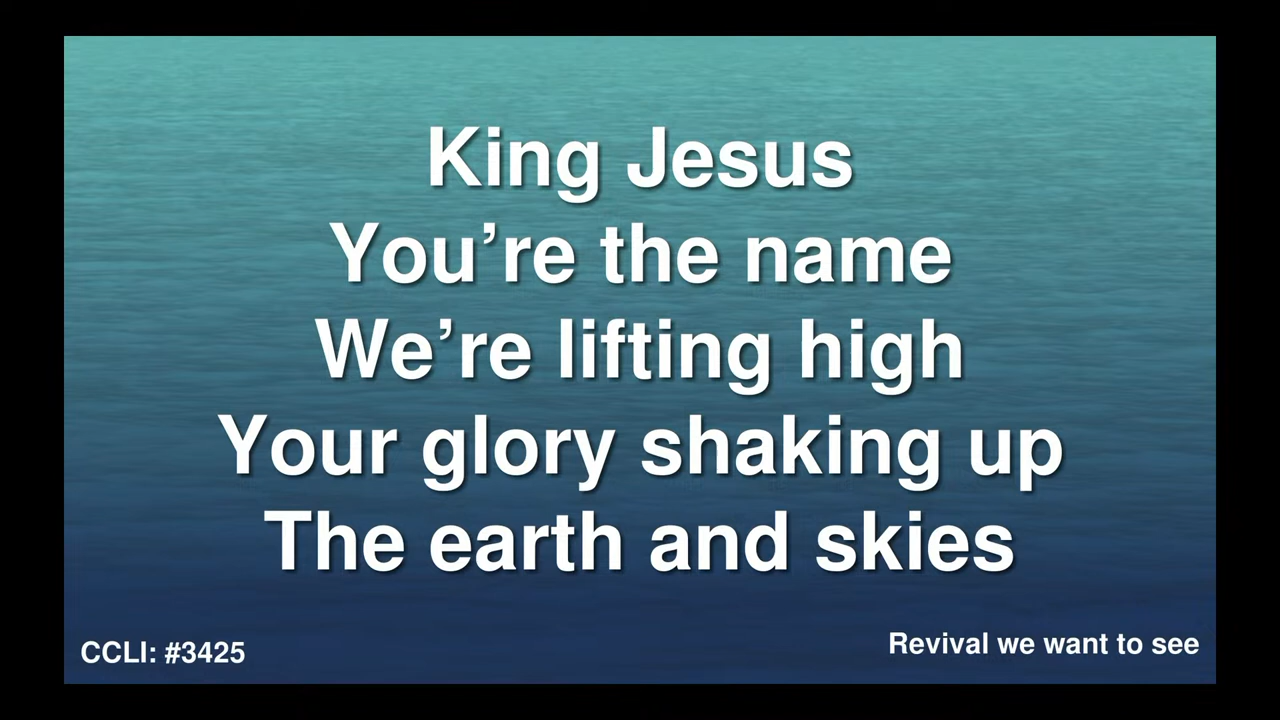 King Jesus
You’re the name
We’re lifting high
Your glory shaking up
The earth and skies
CCLI: #3425
Revival we want to see